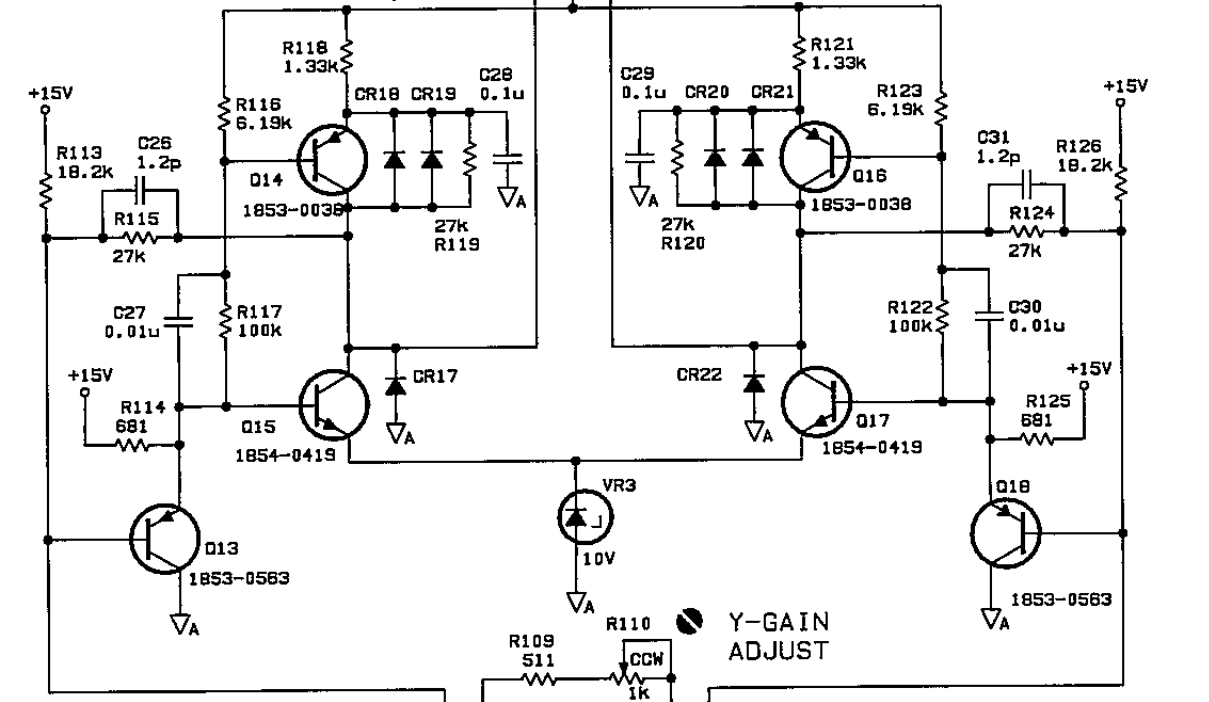 R118
1.33k
R121
1.33k
+15V
R116
6.19k
CR18 CR19
C28
0.1u
C29
0.1u
CR20 CR21
R123
6.19k
+15V
R113
18.2k
C26
1.2p
C31
1.2p
R126
18.2k
Q14
1853-0038
A
A
Q16
1853-0038
R115
27k
27k
R119
27k
R120
R124
27k
C27
0.01u
R117
100k
R122
100k
C30
0.01u
+15V
CR17
CR22
+15V
R114
681
Q15
1854-0419
A
A
Q17
1854-0419
R125
681
VR3
10V
Q18
Q13
1853-0563
1853-0563
A
A
A
R110
R109
511
CCW
1k
Y-GAIN
ADJUST